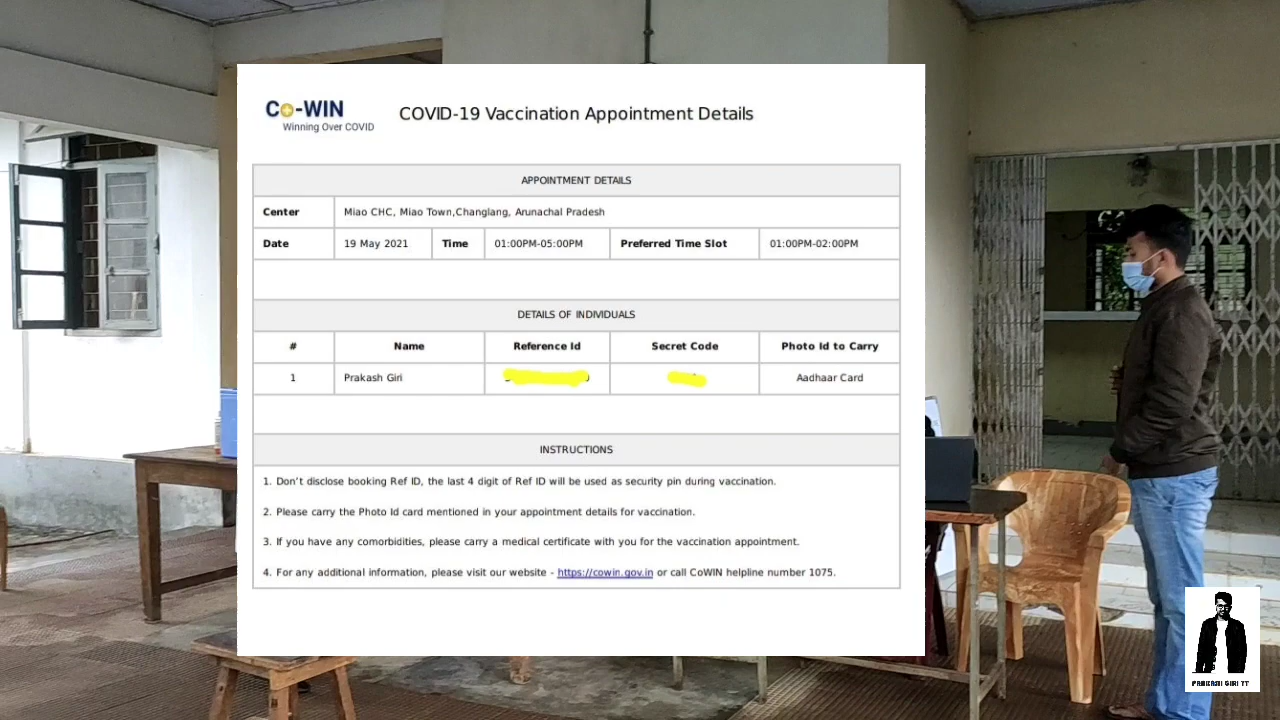 Co-WIN
Winning Over COVID
COVID-19 Vaccination Appointment Details
APPOINTMENT DETAILS
Center Miao CHC, Miao Town,Changlang, Arunachal Pradesh
Date 19 May 2021 Time 01:00PM-05:00PM Preferred Time Slot 01:00PM-02:00PM
DETAILS OF INDIVIDUALS
# Name Reference Id Secret Code Photo Id to Carry
1 Prakash Giri Aadhaar Card
INSTRUCTIONS
1. Don't disclose booking Ref ID, the last 4 digit of Ref ID will be used as security pin during vaccination.
2. Please carry the Photo Id card mentioned in your appointment details for vaccination.
3. If you have any comorbidities, please carry a medical certificate with you for the vaccination appointment.
4. For any additional information, please visit our website - https://cowin.gov.in or call CoWIN helpline number 1075.
PRAKASH GIRI YT